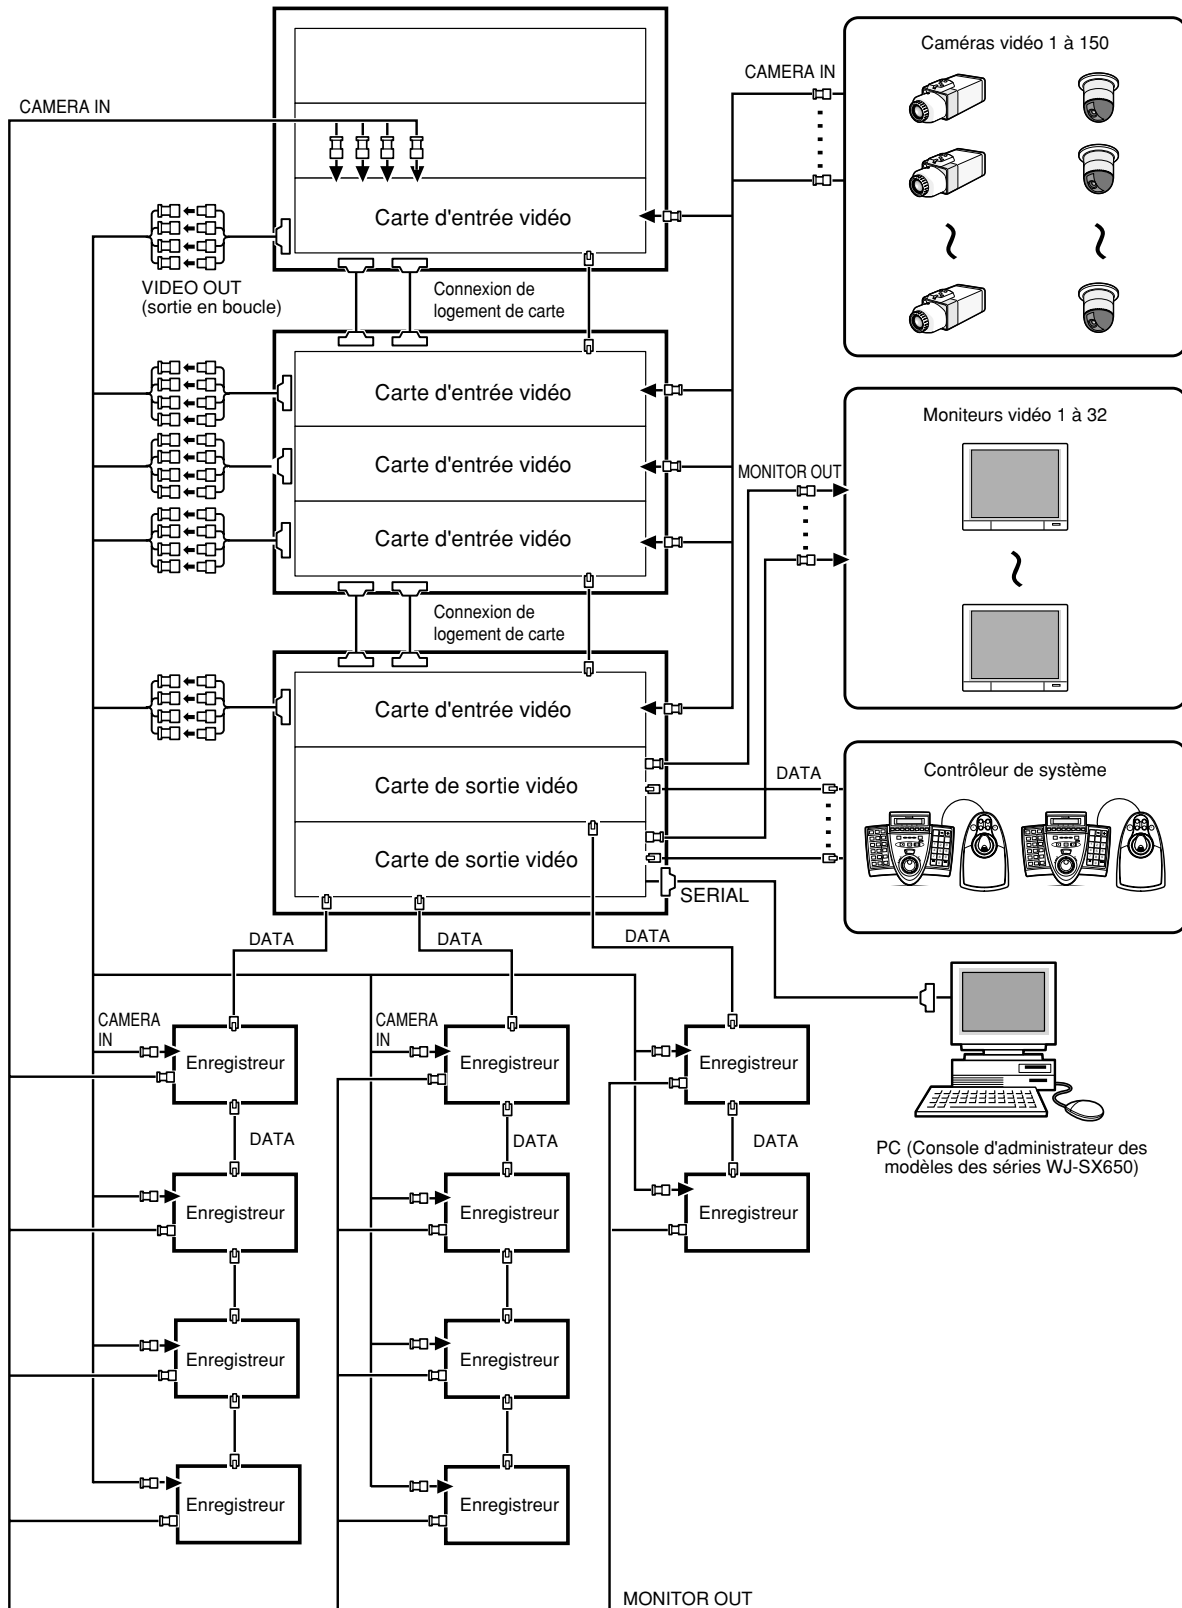 Caméras vidéo 1 à 150
CAMERA IN
CAMERA IN
Carte d'entrée vidéo
VIDEO OUT
(sortie en boucle)
Connexion de
logement de carte
Carte d'entrée vidéo
Moniteurs vidéo 1 à 32
Carte d'entrée vidéo
MONITOR OUT
Carte d'entrée vidéo
Connexion de
logement de carte
Carte d'entrée vidéo
Carte de sortie vidéo
DATA
Contrôleur de système
Carte de sortie vidéo
SERIAL
DATA
DATA
DATA
CAMERA
IN
CAMERA
IN
Enregistreur
Enregistreur
Enregistreur
DATA
DATA
DATA
PC (Console d'administrateur des
modèles des séries WJ-SX650)
Enregistreur
Enregistreur
Enregistreur
Enregistreur
Enregistreur
Enregistreur
Enregistreur
MONITOR OUT